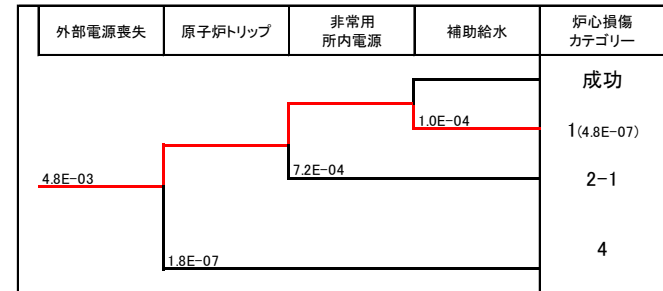 外部電源喪失
原子炉トリップ
非常用
所内電源
補助給水
炉心損傷
カテゴリー
成功
1.0E-04
1(4.8E-07)
7.2E-04
2-1
4.8E-03
4
1.8E-07